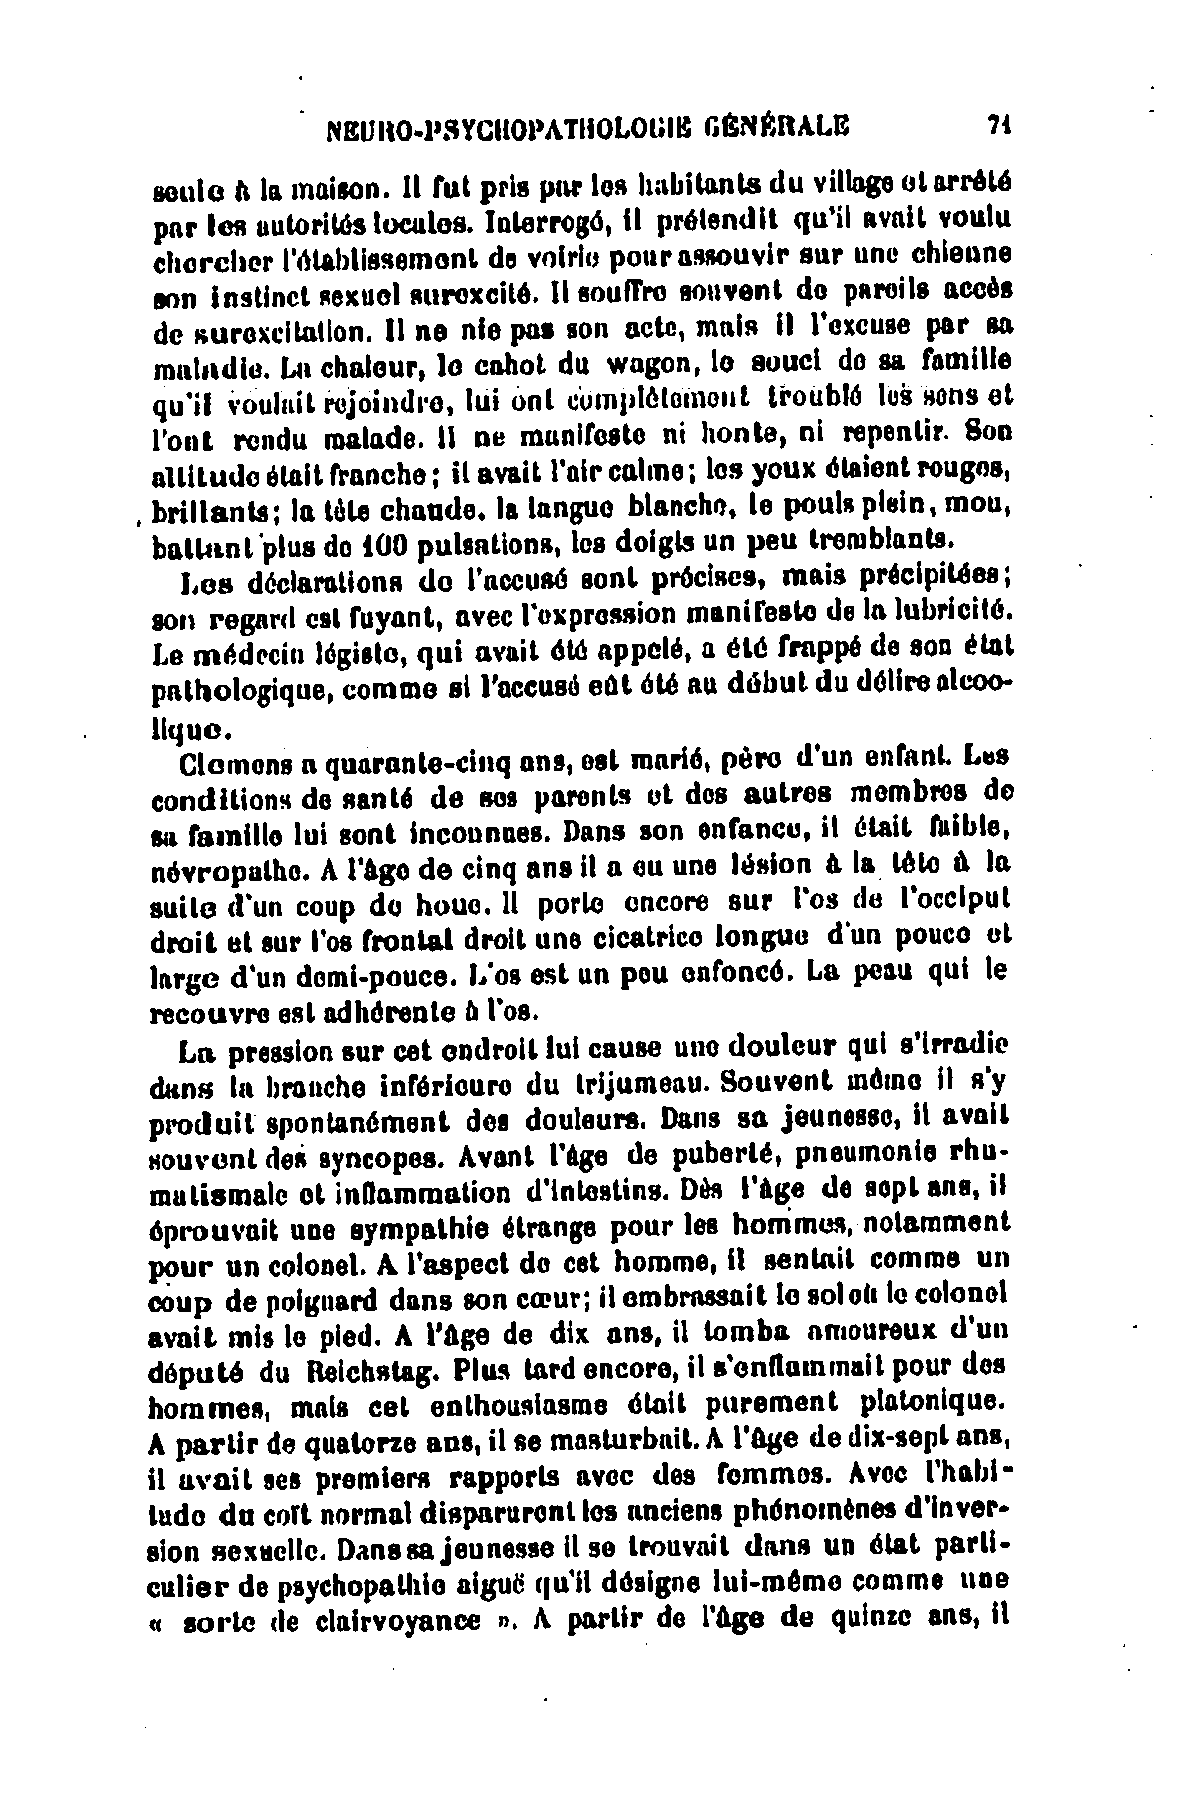 NEURO-PSYCHOPATHOLOGIE GÉNÉRALE 71
seule à la maison. Il fut pris par les habitants du village et arrêté
par les autorités locales. Interrogé, il prétendit qu'il avait voulu
chercher l'établissement de voirie pour assouvir sur une chienne
son instinct sexuel surexcité. Il souffre souvent de pareils accès
de surexcitation. Il ne nie pas son acte, mais il l'excuse par sa
maladie. La chaleur, le cahot du wagon, le souci de sa famille
qu'il voulait rejoindre, lui ont complètement troublé les sens et
l'ont rendu malade. Il ne manifeste ni honte, ni repentir. Son
attitude était franche ; il avait l'air calme ; les yeux étaient rouges,
brillants ; la tête chaude, la langue blanche, le pouls plein, mou,
battant plus de 100 pulsations, les doigts un peu tremblants.
Les déclarations de l'accusé sont précises, mais précipitées ;
son regard est fuyant, avec l'expression manifeste de la lubricité.
Le médecin légiste, qui avait été appelé, a été frappé de son état
pathologique, comme si l'accusé eût été au début du délire alcoo-
lique.
Clemens a quarante-cinq ans, est marié, père d'un enfant. Les
conditions de santé de ses parents et des autres membres de
sa famille lui sont inconnues. Dans son enfance, il était faible,
névropathe. A l'âge de cinq ans il a eu une lésion à la tête à la
suite d'un coup de houe. Il porte encore sur l'os de l'occiput
droit et sur l'os frontal droit une cicatrice longue d'un pouce et
large d'un demi-pouce. L'os est un peu enfoncé. La peau qui le
recouvre est adhérente à l'os.
La pression sur cet endroit lui cause une douleur qui s'irradie
dans la branche inférieure du trijumeau. Souvent même il s'y
produit spontanément des douleurs. Dans sa jeunesse, il avait
souvent des syncopes. Avant l'âge de puberté, pneumonie rhu-
matismale et inflammation d'intestins. Dès l'âge de sept ans, il
éprouvait une sympathie étrange pour les hommes, notamment
pour un colonel. A l'aspect de cet homme, il sentait comme un
coup de poignard dans son cœur ; il embrassait le sol où le colonel
avait mis le pied. A l'âge de dix ans, il tomba amoureux d'un
député du Reichstag. Plus tard encore, il s'enflammait pour des
hommes, mais cet enthousiasme était purement platonique.
A partir de quatorze ans, il se masturbait. A l'âge de dix-sept ans,
il avait ses premiers rapports avec des femmes. Avec l'habi-
tude du coït normal disparurent les anciens phénomènes d'inver-
sion sexuelle. Dans sa jeunesse il se trouvait dans un état parti-
culier de psychopathie aiguë qu'il désigne lui-même comme une
« sorte de clairvoyance ». A partir de l'âge de quinze ans, il